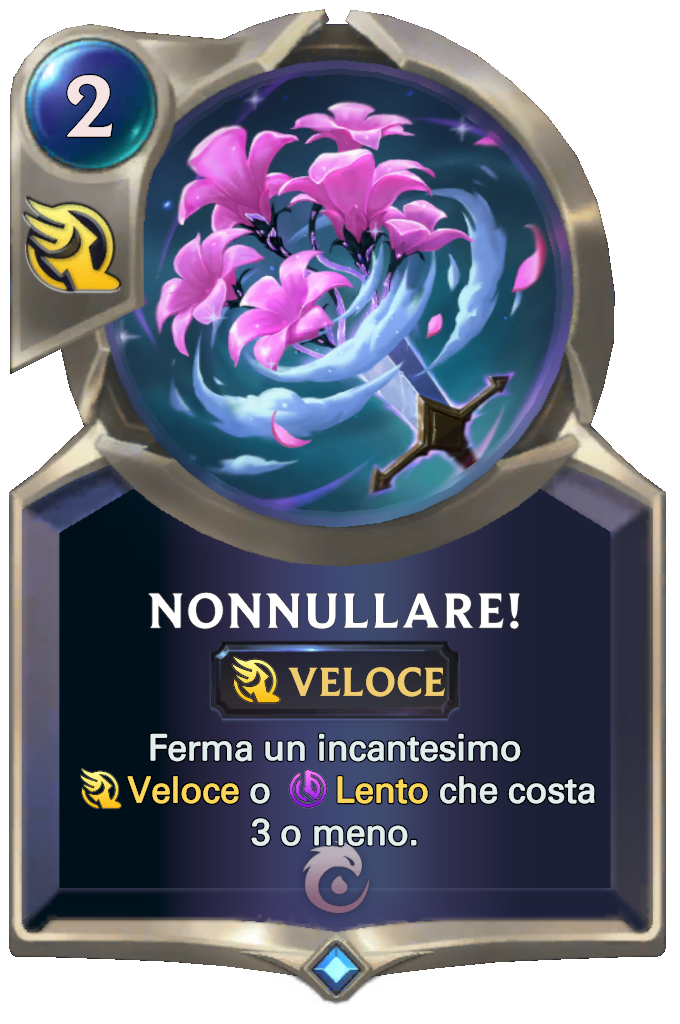 2
NONNULLARE!
VELOCE
Ferma un incantesimo
Veloce o Lento che costa
3 o meno.